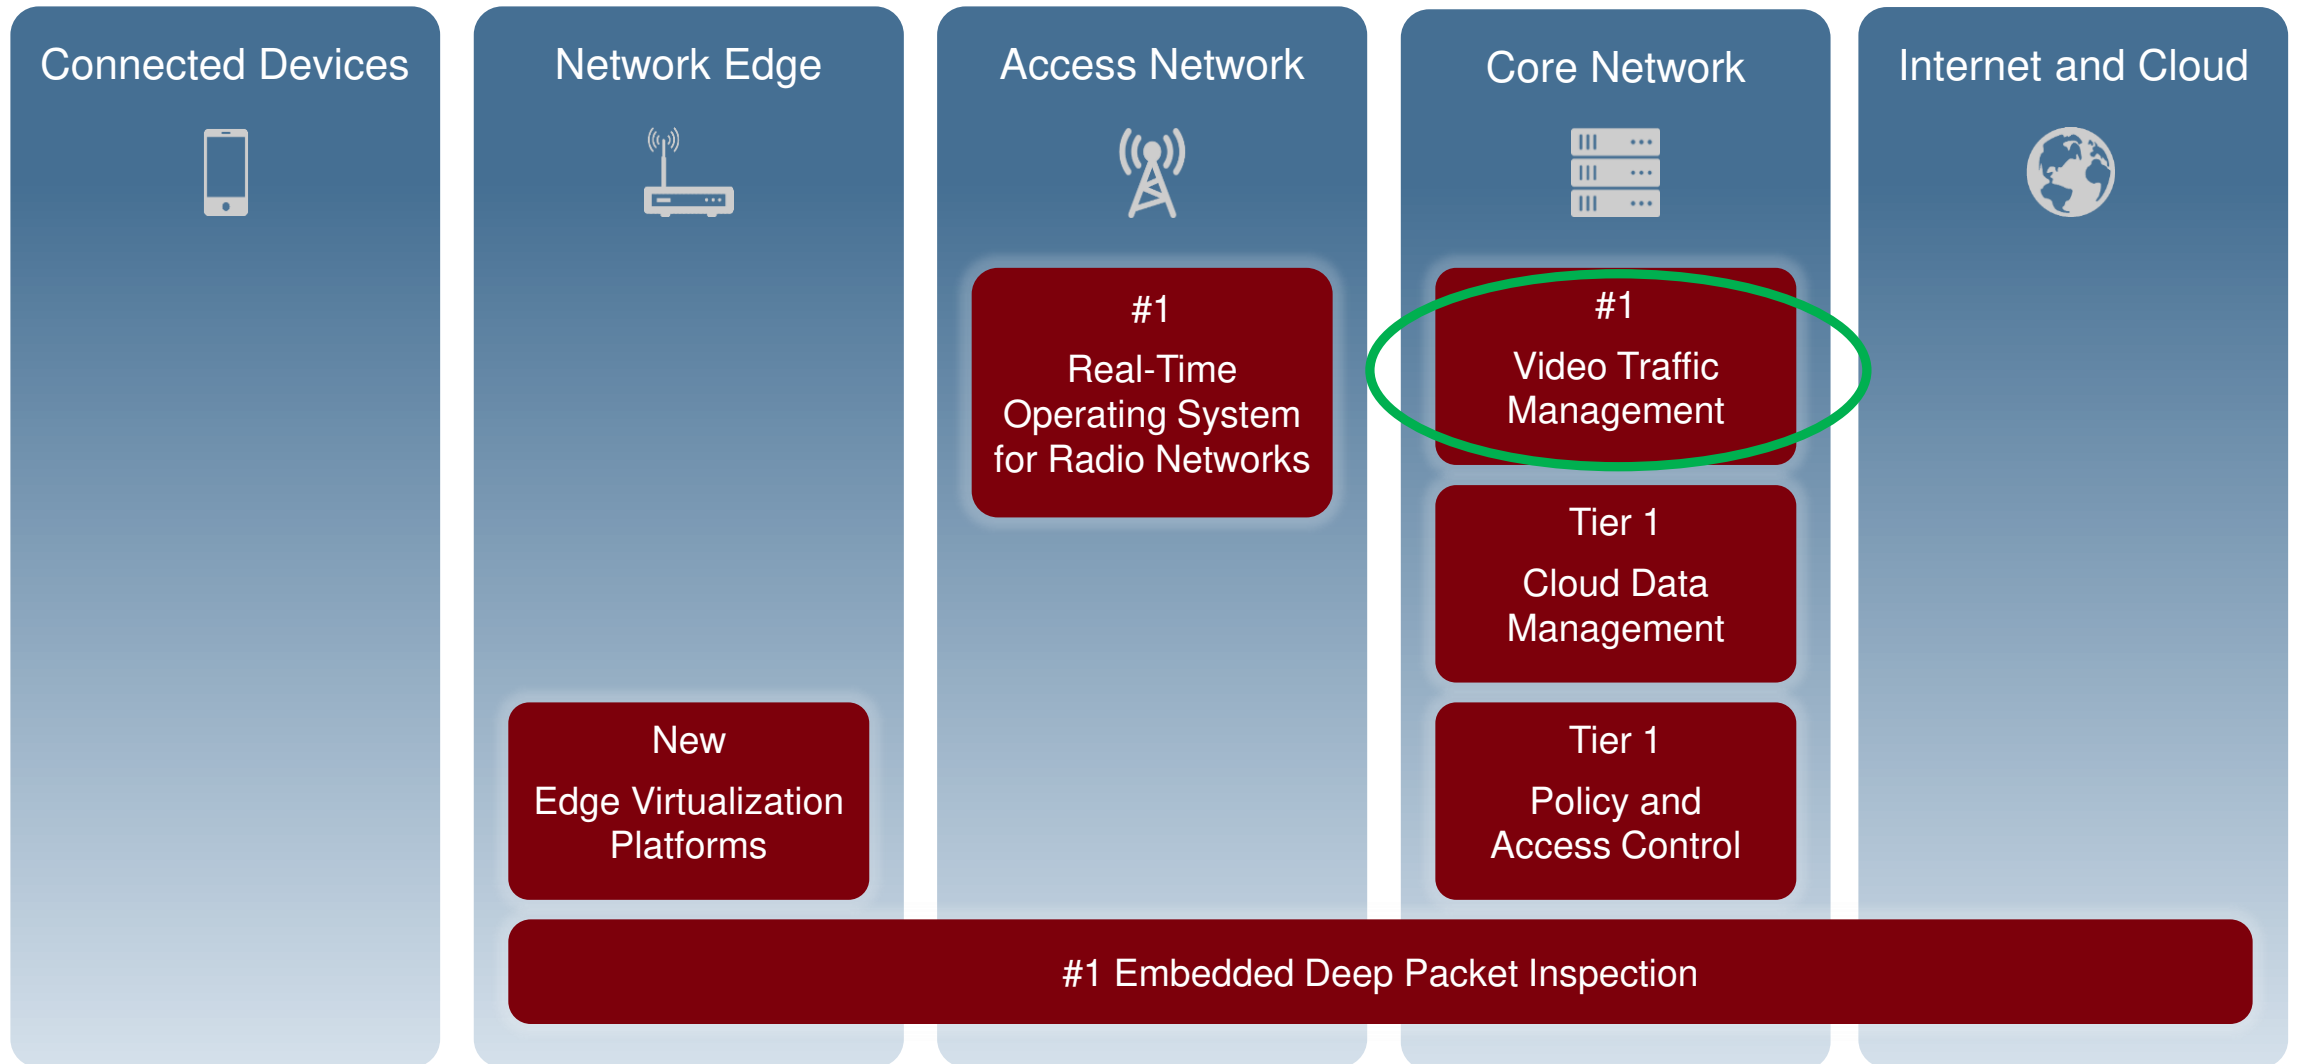 Connected Devices
Network Edge
Access Network
Core Network
Internet and Cloud
#1
Real-Time
Operating System
for Radio Networks
#1
Video Traffic
Management
Tier 1
Cloud Data
Management
New
Edge Virtualization
Platforms
Tier 1
Policy and
Access Control
#1 Embedded Deep Packet Inspection